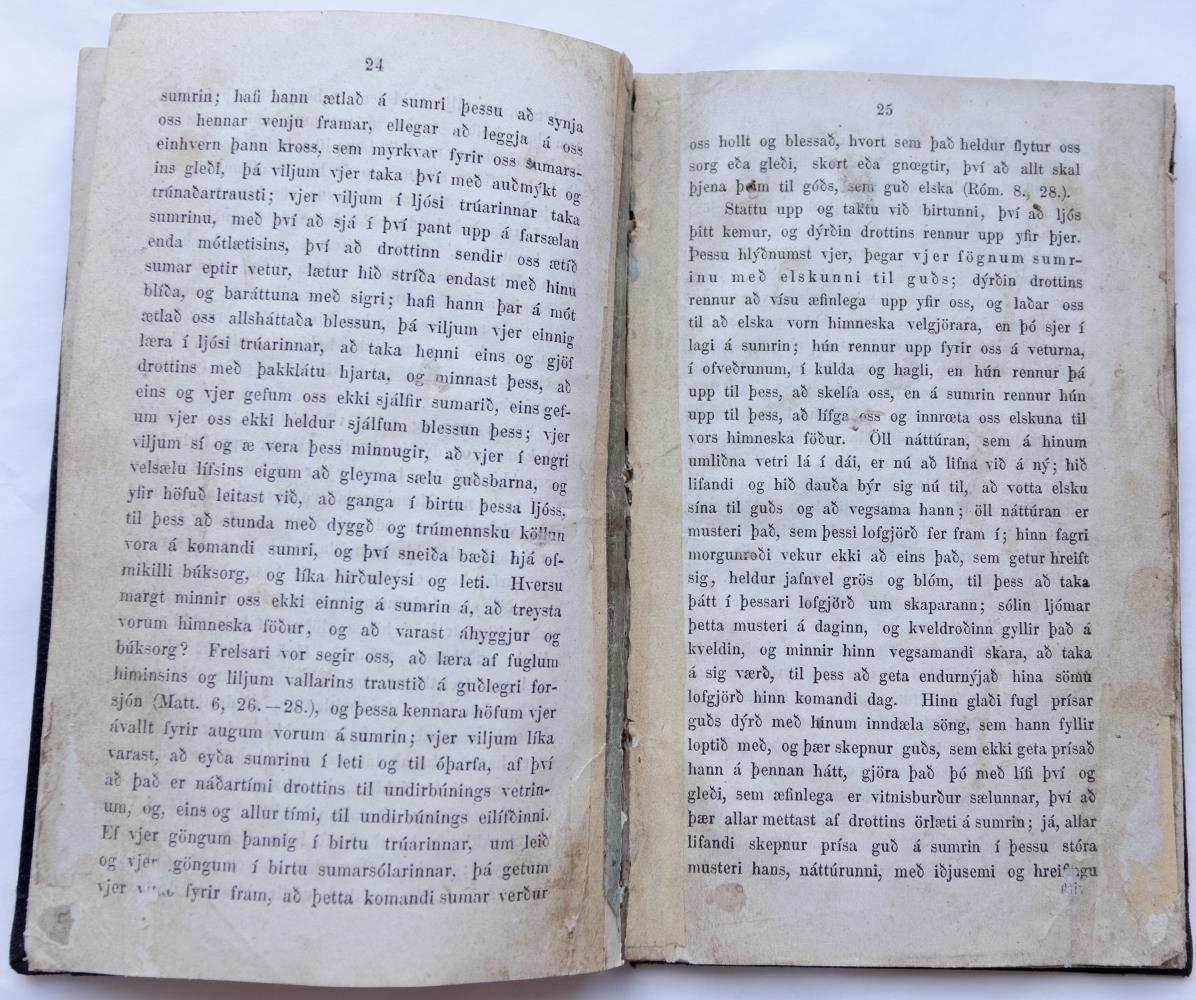 24
sumrin; hafi hann ætlað á sumri þessu að synja
oss hennar venju framar, ellegar að leggja á oss
einhvern þann kross, sem myrkvar fyrir oss sumars-
ins gleði, þá viljum vjer taka því með auðmýkt og
trúnaðartrausti; vjer viljum í ljósi trúarinnar taka
sumrinu, með því að sjá í því pant upp á farsælan
enda mótlætisins, því að drottinn sendir oss ætíð
sumar eptir vetur, lætur hið stríða endast með hinu
blíða, og baráttuna með sigri; hafi hann þar á mót
ætlað oss allsháttaða blessun, þá viljum vjer einnig
læra í ljósi trúarinnar, að taka henni eins og gjöf
drottins með þakklátu hjarta, og minnast þess, að
eins og vjer gefum oss ekki sjálfir sumarið, eins gef-
um vjer oss ekki heldur sjálfum blessun þess; vjer
viljum sí og æ vera þess minnugir, að vjer í engri
velsælu lífsins eigum að gleyma sælu guðsbarna, og
yfir höfuð leitast við, að ganga í birtu þessa ljóss,
til þess að stunda með dyggð og trúmennsku köllun
vora á komandi sumri, og því sneiða bæði hjá of-
mikilli búksorg, og líka hirðuleysi og leti. Hversu
margt minnir oss ekki einnig á sumrin á, að treysta
vorum himneska föður, og að varast áhyggjur og
búksorg? Frelsari vor segir oss, að læra af fuglum
himinsins og liljum vallarins traustið á guðlegri for-
sjón (Matt. 6, 26.—28.), og þessa kennara höfum vjer
ávallt fyrir augum vorum á sumrin; vjer viljum líka
varast, að eyða sumrinu í leti og til óþarfa, af því
að það er náðartími drottins til undirbúnings vetrin-
um, og, eins og allur tími, til undirbúnings eilífðinni.
Ef vjer göngum þannig í birtu trúarinnar, um leið
og vjer göngum í birtu sumarsólarinnar, þá getum
vjer fyrir fram, að þetta komandi sumar verður
25
oss hollt og blessað, hvort sem það heldur flytur oss
sorg eða gleði, skort eða gnœgtir, því að allt skal
þjena þeim til góðs, sem guð elska (Róm. 8., 28.).
Stattu upp og taktu við birtunni, því að ljós
þitt kemur, og dýrðin drottins rennur upp yfir þjer.
Þessu hlýðnumst vjer, þegar vjer fögnum sumr-
inu með elskunni til guðs; dýrðin drottins
rennur að vísu æfinlega upp yfir oss, og laðar oss
til að elska vorn himneska velgjörara, en þó sjer í
lagi á sumrin; hún rennur upp fyrir oss á veturna,
í ofveðrunum, í kulda og hagli, en hún rennur þá
upp til þess, að skelfa oss, en á sumrin rennur hún
upp til þess, að lífga oss og innrœta oss elskuna til
vors himneska föður. Öll náttúran, sem á hinum
umliðna vetri lá í dái, er nú að lifna við á ný; hið
lifandi og hið dauða býr sig nú til, að votta elsku
sína til guðs og að vegsama hann; öll náttúran er
musteri það, sem þessi lofgjörð fer fram í; hinn fagri
morgunroði vekur ekki að eins það, sem getur hreift
sig, heldur jafnvel grös og blóm, til þess að taka
þátt í þessari lofgjörð um skaparann; sólin ljómar
þetta musteri á daginn, og kveldroðinn gyllir það á
kveldin, og minnir hinn vegsamandi skara, að taka
á sig værð, til þess að geta endurnýjað hina sömu
lofgjörð hinn komandi dag. Hinn glaði fugl prísar
guðs dýrð með hinum inndæla söng, sem hann fyllir
loptið með, og þær skepnur guðs, sem ekki geta prísað
hann á þennan hátt, gjöra það þó með lífi því og
gleði, sem æfinlega er vitnisburður sælunnar, því að
þær allar mettast af drottins örlæti á sumrin; já, allar
lifandi skepnur prísa guð á sumrin í þessu stóra
musteri hans, náttúrunni, með iðjusemi og hreifingu